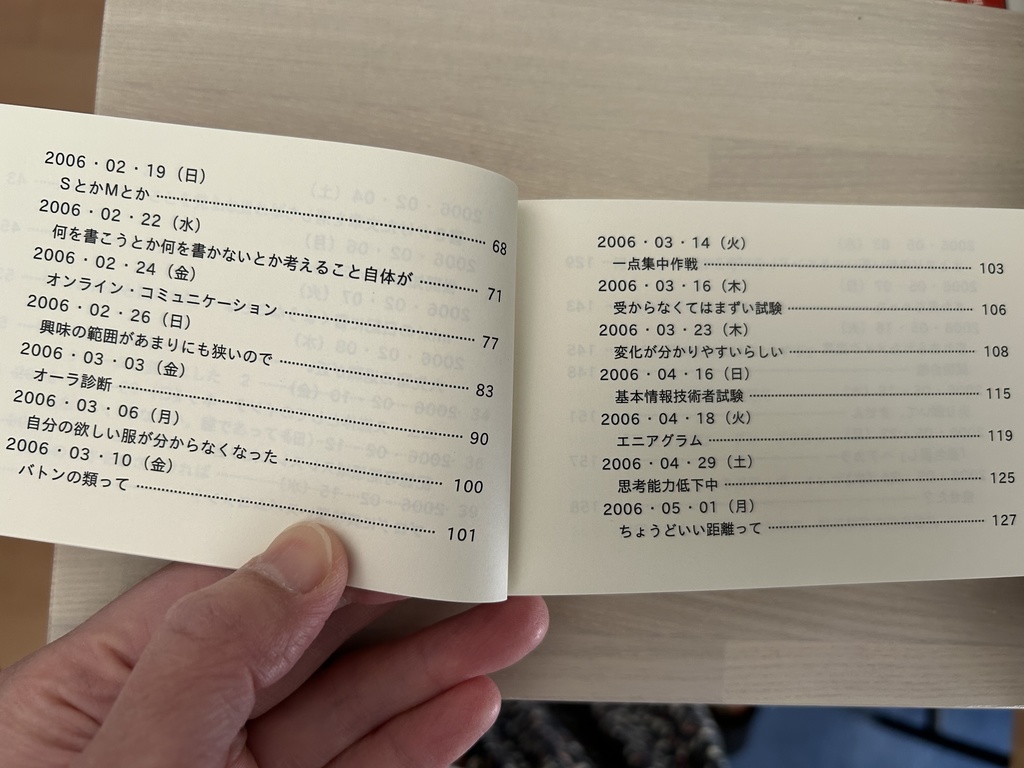 2006・02・19（日）
SとかMとか ……… 68
2006・02・22（水）
何を書こうとか何を書かないとか考えること自体が ……… 71
2006・02・24（金）
オンライン・コミュニケーション ……… 77
2006・02・26（日）
興味の範囲があまりにも狭いので ……… 83
2006・03・03（金）
オーラ診断 ……… 90
2006・03・06（月）
自分の欲しい服が分からなくなった ……… 100
2006・03・10（金）
バトンの類って ……… 101
2006・03・14（火）
一点集中作戦 ……… 103
2006・03・16（木）
受からなくてはまずい試験 ……… 106
2006・03・23（木）
変化が分かりやすいらしい ……… 108
2006・04・16（日）
基本情報技術者試験 ……… 115
2006・04・18（火）
エニアグラム ……… 119
2006・04・29（土）
思考能力低下中 ……… 125
2006・05・01（月）
ちょうどいい距離って ……… 127